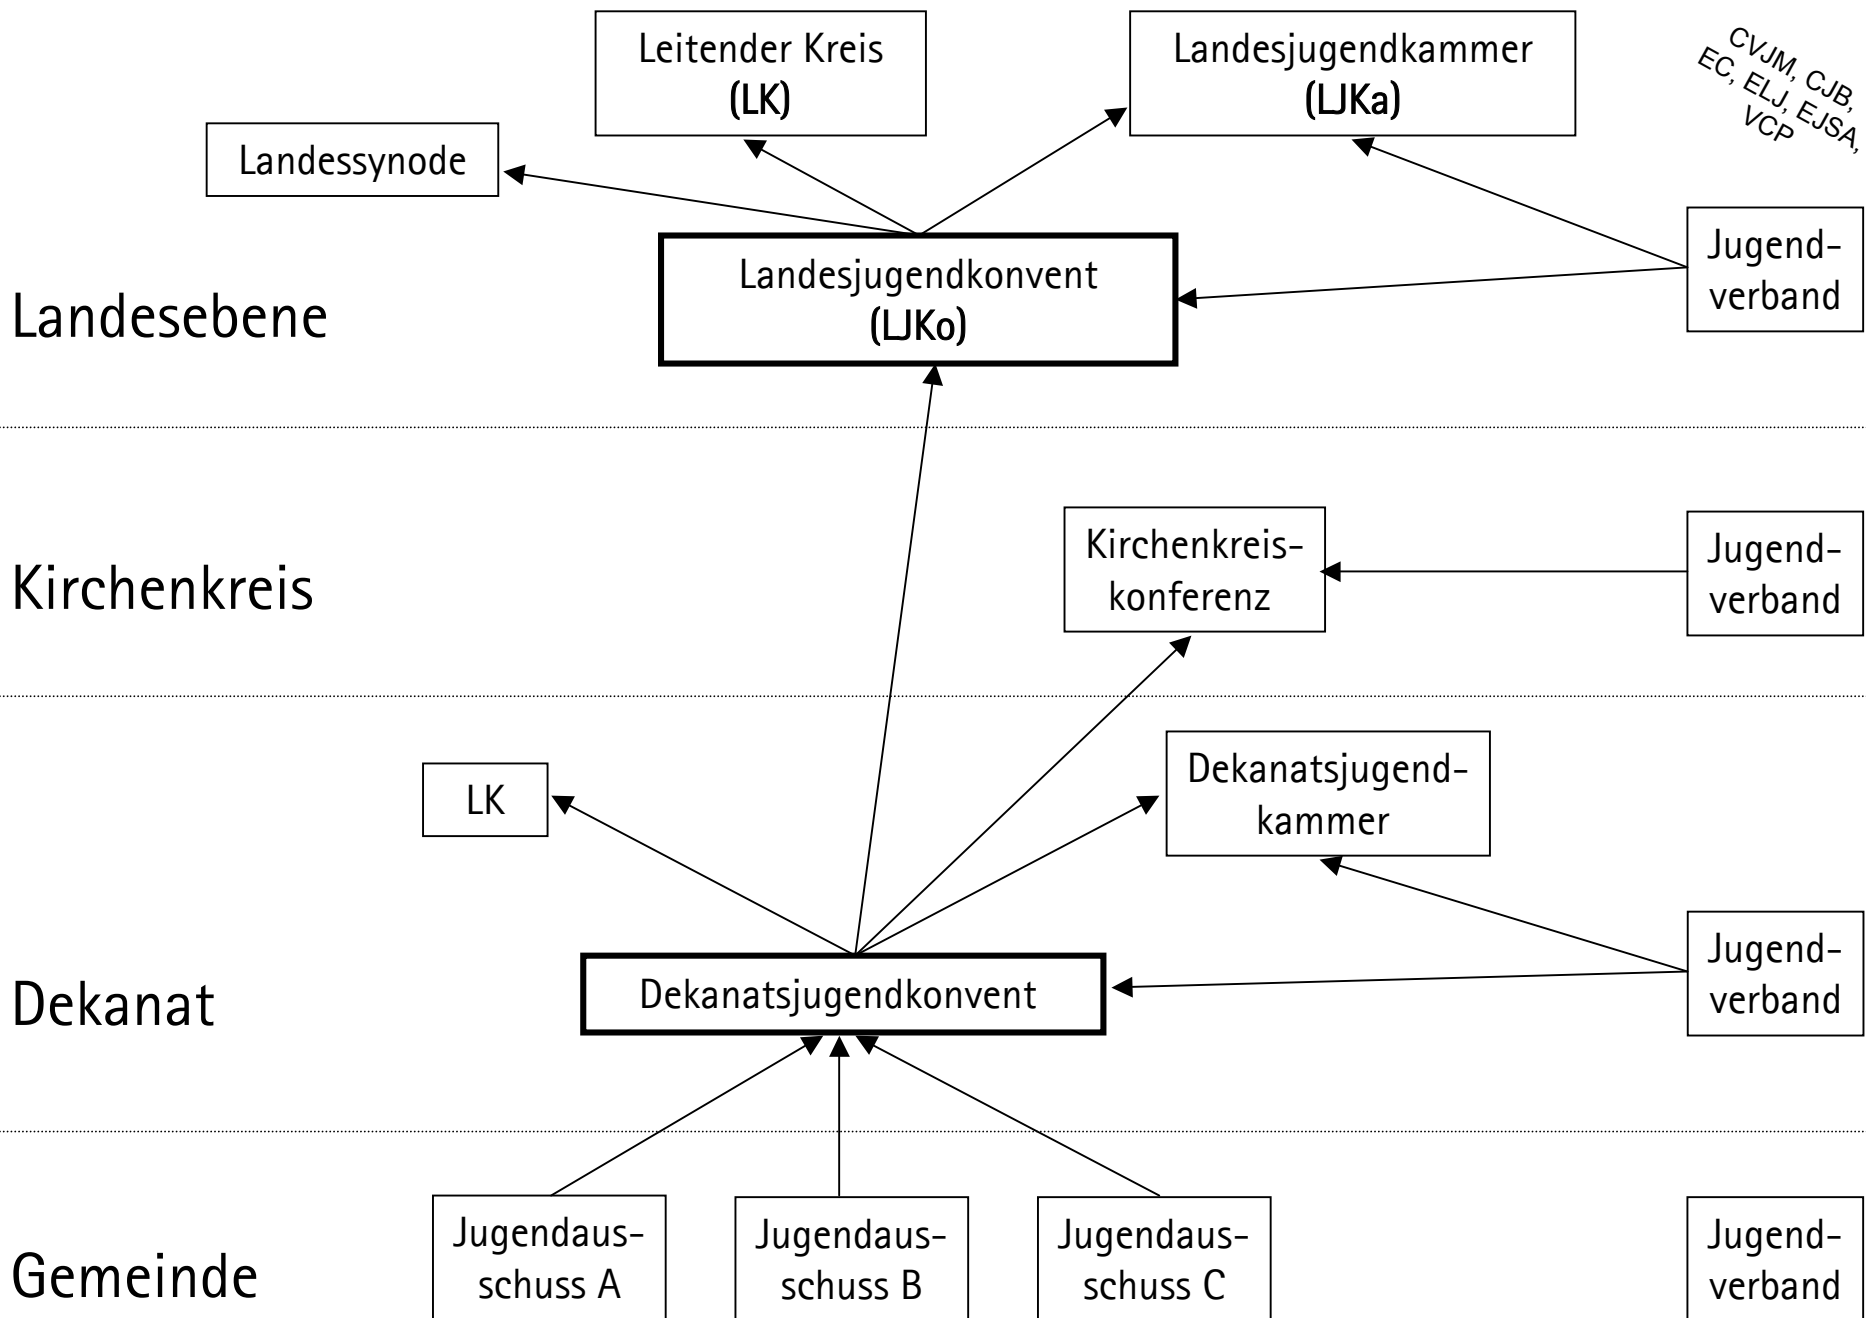 Leitender Kreis
(LK)
Landesjugendkammer
(LJKa)
CVJM, CJB,
EC, ELJ, EJSA,
VCP
Landessynode
Landesjugendkonvent
(LJKo)
Jugend-
verband
Landesebene
Kirchenkreis-
konferenz
Jugend-
verband
Kirchenkreis
LK
Dekanatsjugend-
kammer
Dekanatsjugendkonvent
Jugend-
verband
Dekanat
Jugendaus-
schuss A
Jugendaus-
schuss B
Jugendaus-
schuss C
Jugend-
verband
Gemeinde